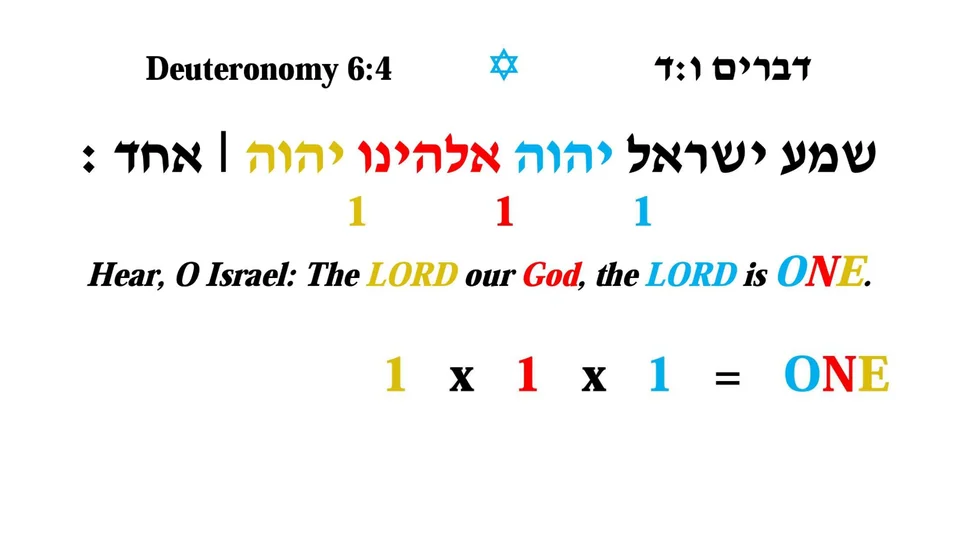 Deuteronomy 6:4 ✡ דברים ו:ד
שמע ישראל יהוה אלהינו יהוה | אחד :
1 1 1
Hear, O Israel: The LORD our God, the LORD is ONE.
1 x 1 x 1 = ONE